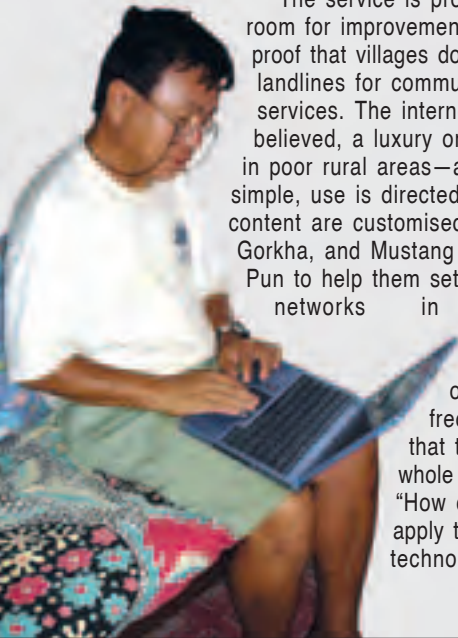 The service is pro
room for improvemen
proof that villages do
landlines for commu
services. The intern
believed, a luxury or
in poor rural areas—a
simple, use is directed
content are customised
Gorkha, and Mustang
Pun to help them set
networks in
o
free
that t
whole
“How c
apply t
techno